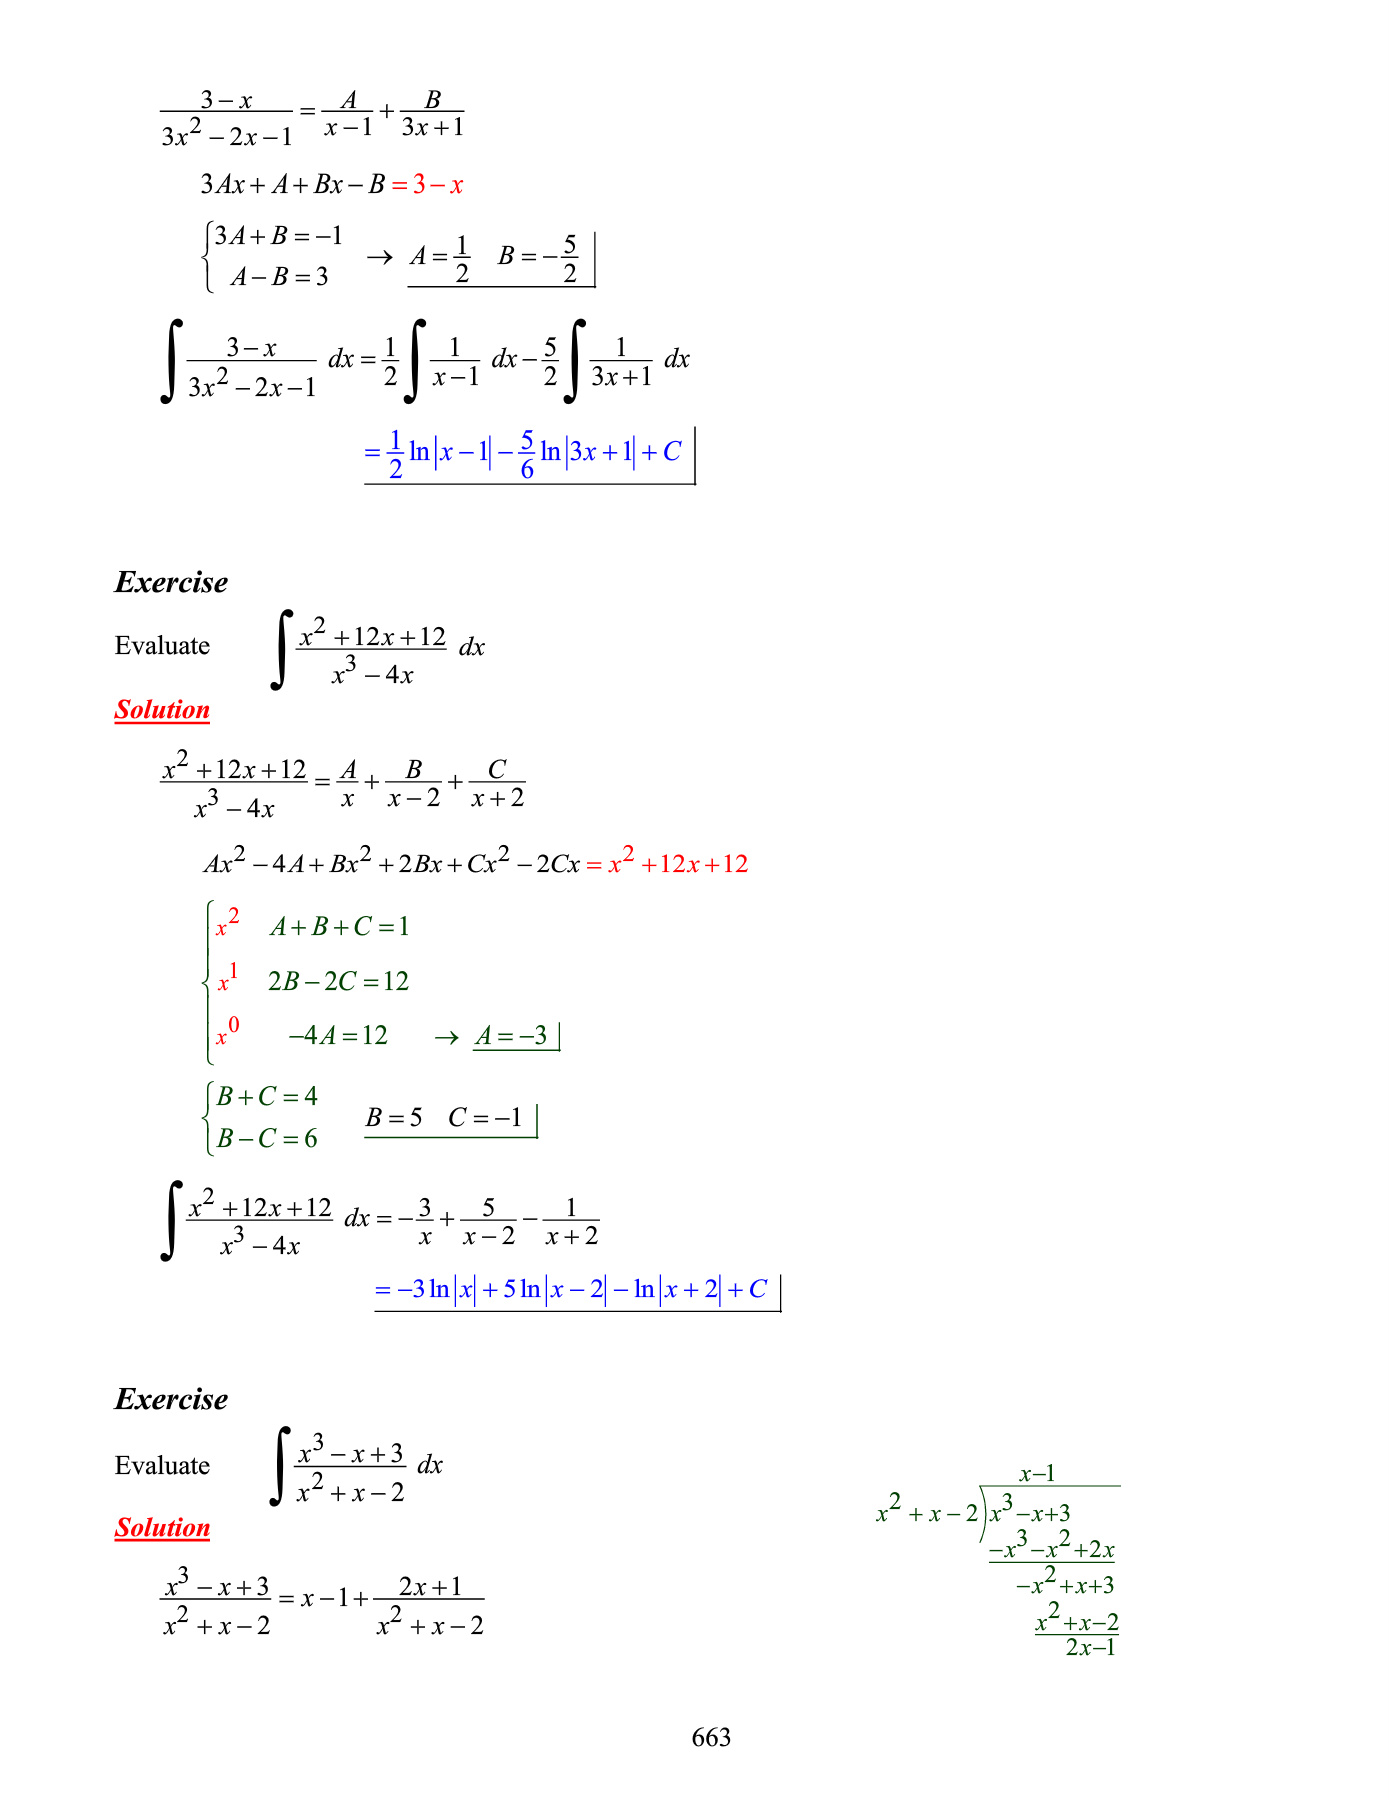 \frac{3-x}{3x^2-2x-1} = \frac{A}{x-1} + \frac{B}{3x+1}
3Ax + A + Bx - B = 3 - x
\begin{cases} 3A + B = -1 \\ A - B = 3 \end{cases} \rightarrow A = \frac{1}{2} \quad B = -\frac{5}{2}
\int \frac{3-x}{3x^2-2x-1} dx = \frac{1}{2} \int \frac{1}{x-1} dx - \frac{5}{2} \int \frac{1}{3x+1} dx
= \frac{1}{2} \ln|x-1| - \frac{5}{6} \ln|3x+1| + C
Exercise
Evaluate \int \frac{x^2+12x+12}{x^3-4x} dx
Solution
\frac{x^2+12x+12}{x^3-4x} = \frac{A}{x} + \frac{B}{x-2} + \frac{C}{x+2}
Ax^2 - 4A + Bx^2 + 2Bx + Cx^2 - 2Cx = x^2 + 12x + 12
x^2 \quad A + B + C = 1
x^1 \quad 2B - 2C = 12
x^0 \quad -4A = 12 \rightarrow A = -3
\begin{cases} B + C = 4 \\ B - C = 6 \end{cases} \quad B = 5 \quad C = -1
\int \frac{x^2+12x+12}{x^3-4x} dx = -\frac{3}{x} + \frac{5}{x-2} - \frac{1}{x+2}
= -3\ln|x| + 5\ln|x-2| - \ln|x+2| + C
Exercise
Evaluate \int \frac{x^3-x+3}{x^2+x-2} dx
Solution
\frac{x^3-x+3}{x^2+x-2} = x - 1 + \frac{2x+1}{x^2+x-2}
x-1
x^2+x-2 ) x^3-x+3
-x^3-x^2+2x
-x^2+x+3
x^2+x-2
2x-1
663